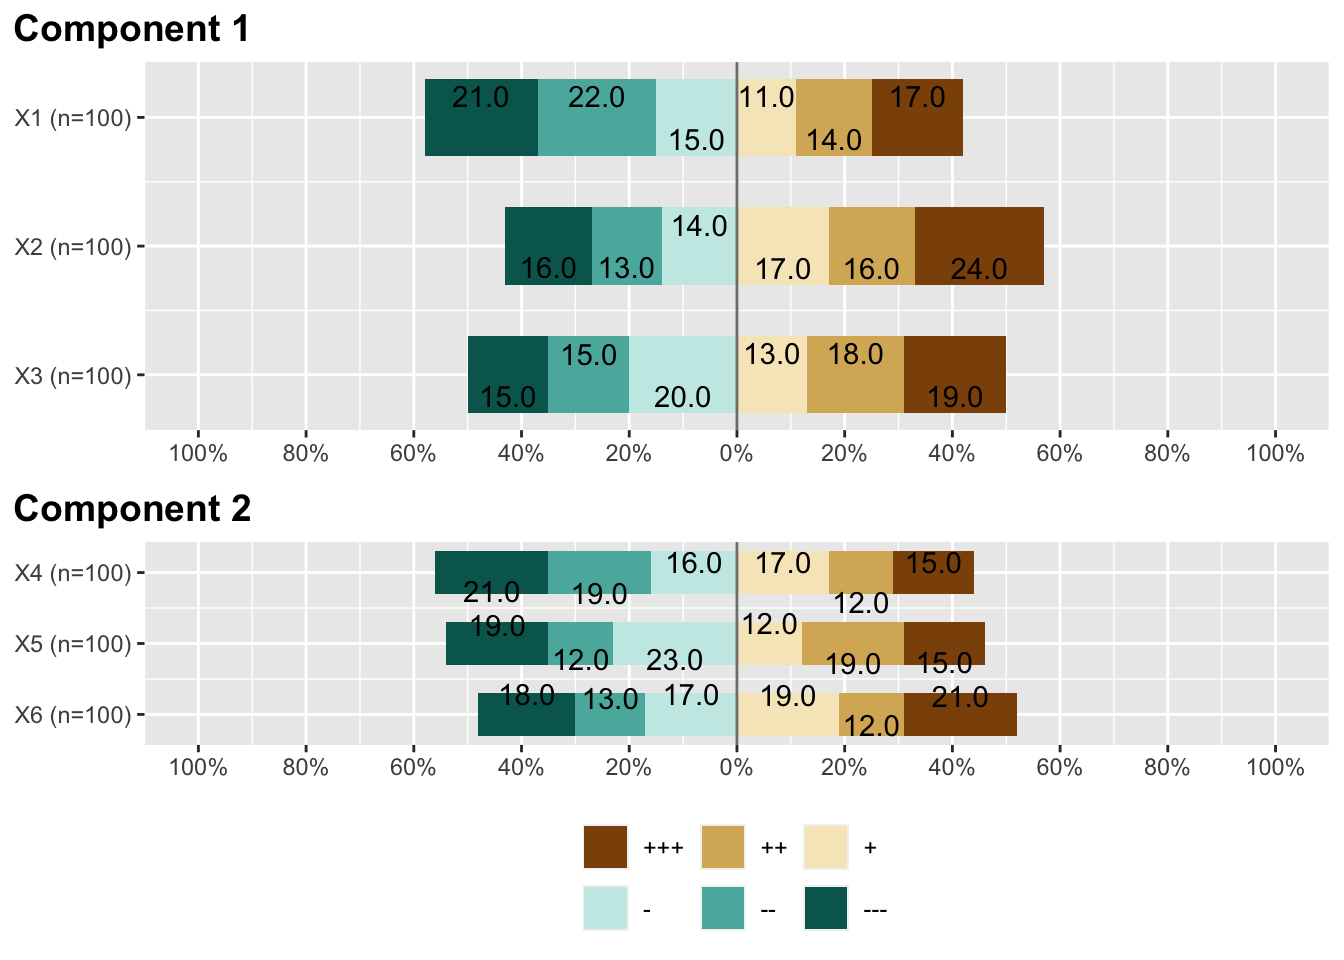 Component 1
X1 (n=100) 21.0 22.0 15.0 11.0 14.0 17.0
X2 (n=100) 16.0 13.0 14.0 17.0 16.0 24.0
X3 (n=100) 15.0 15.0 20.0 13.0 18.0 19.0
100% 80% 60% 40% 20% 0% 20% 40% 60% 80% 100%
Component 2
X4 (n=100) 21.0 19.0 16.0 17.0 12.0 15.0
X5 (n=100) 19.0 12.0 23.0 12.0 19.0 15.0
X6 (n=100) 18.0 13.0 17.0 19.0 12.0 21.0
100% 80% 60% 40% 20% 0% 20% 40% 60% 80% 100%
+++ ++ +
- -- ---